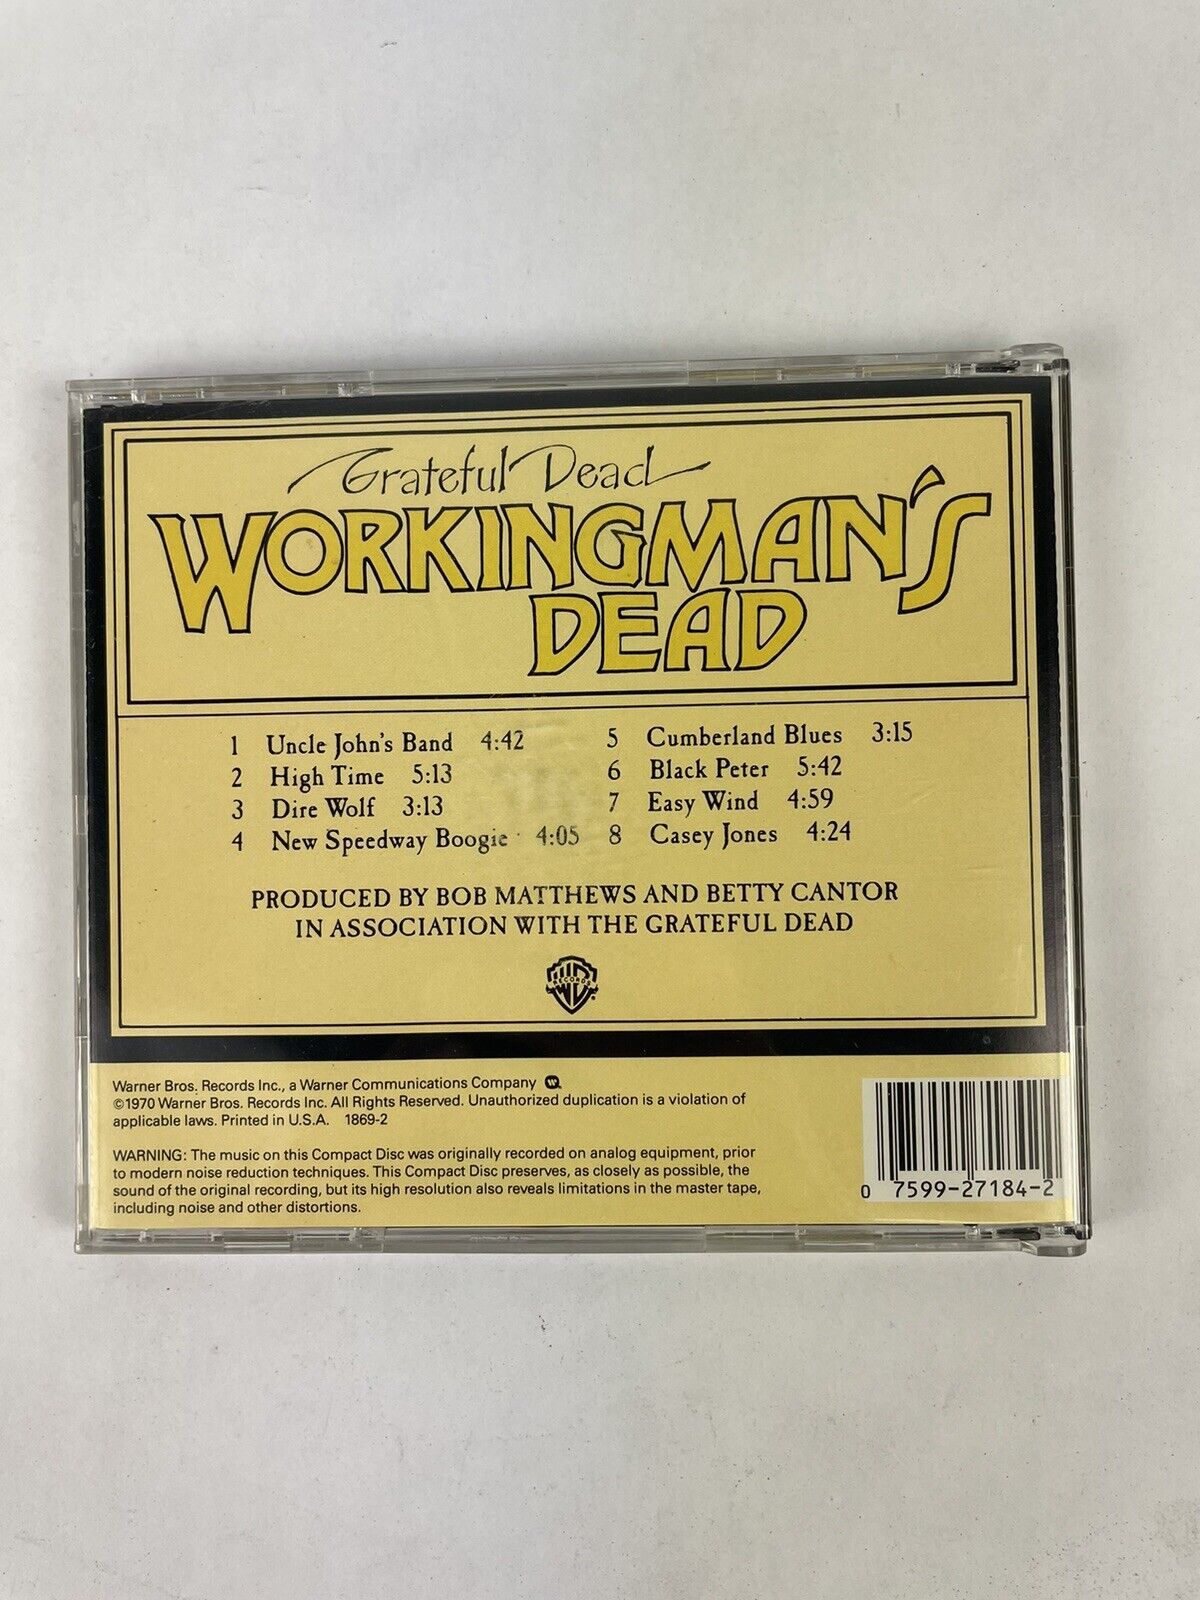 Grateful Dead
WORKINGMAN'S
DEAD
1 Uncle John's Band 4:42
2 High Time 5:13
3 Dire Wolf 3:13
4 New Speedway Boogie 4:05
5 Cumberland Blues 3:15
6 Black Peter 5:42
7 Easy Wind 4:59
8 Casey Jones 4:24
PRODUCED BY BOB MATTHEWS AND BETTY CANTOR
IN ASSOCIATION WITH THE GRATEFUL DEAD
WB
RECORDS
®
Warner Bros. Records Inc., a Warner Communications Company
©1970 Warner Bros. Records Inc. All Rights Reserved. Unauthorized duplication is a violation of
applicable laws. Printed in U.S.A. 1869-2
WARNING: The music on this Compact Disc was originally recorded on analog equipment, prior
to modern noise reduction techniques. This Compact Disc preserves, as closely as possible, the
sound of the original recording, but its high resolution also reveals limitations in the master tape,
including noise and other distortions.
0 7599-27184-2